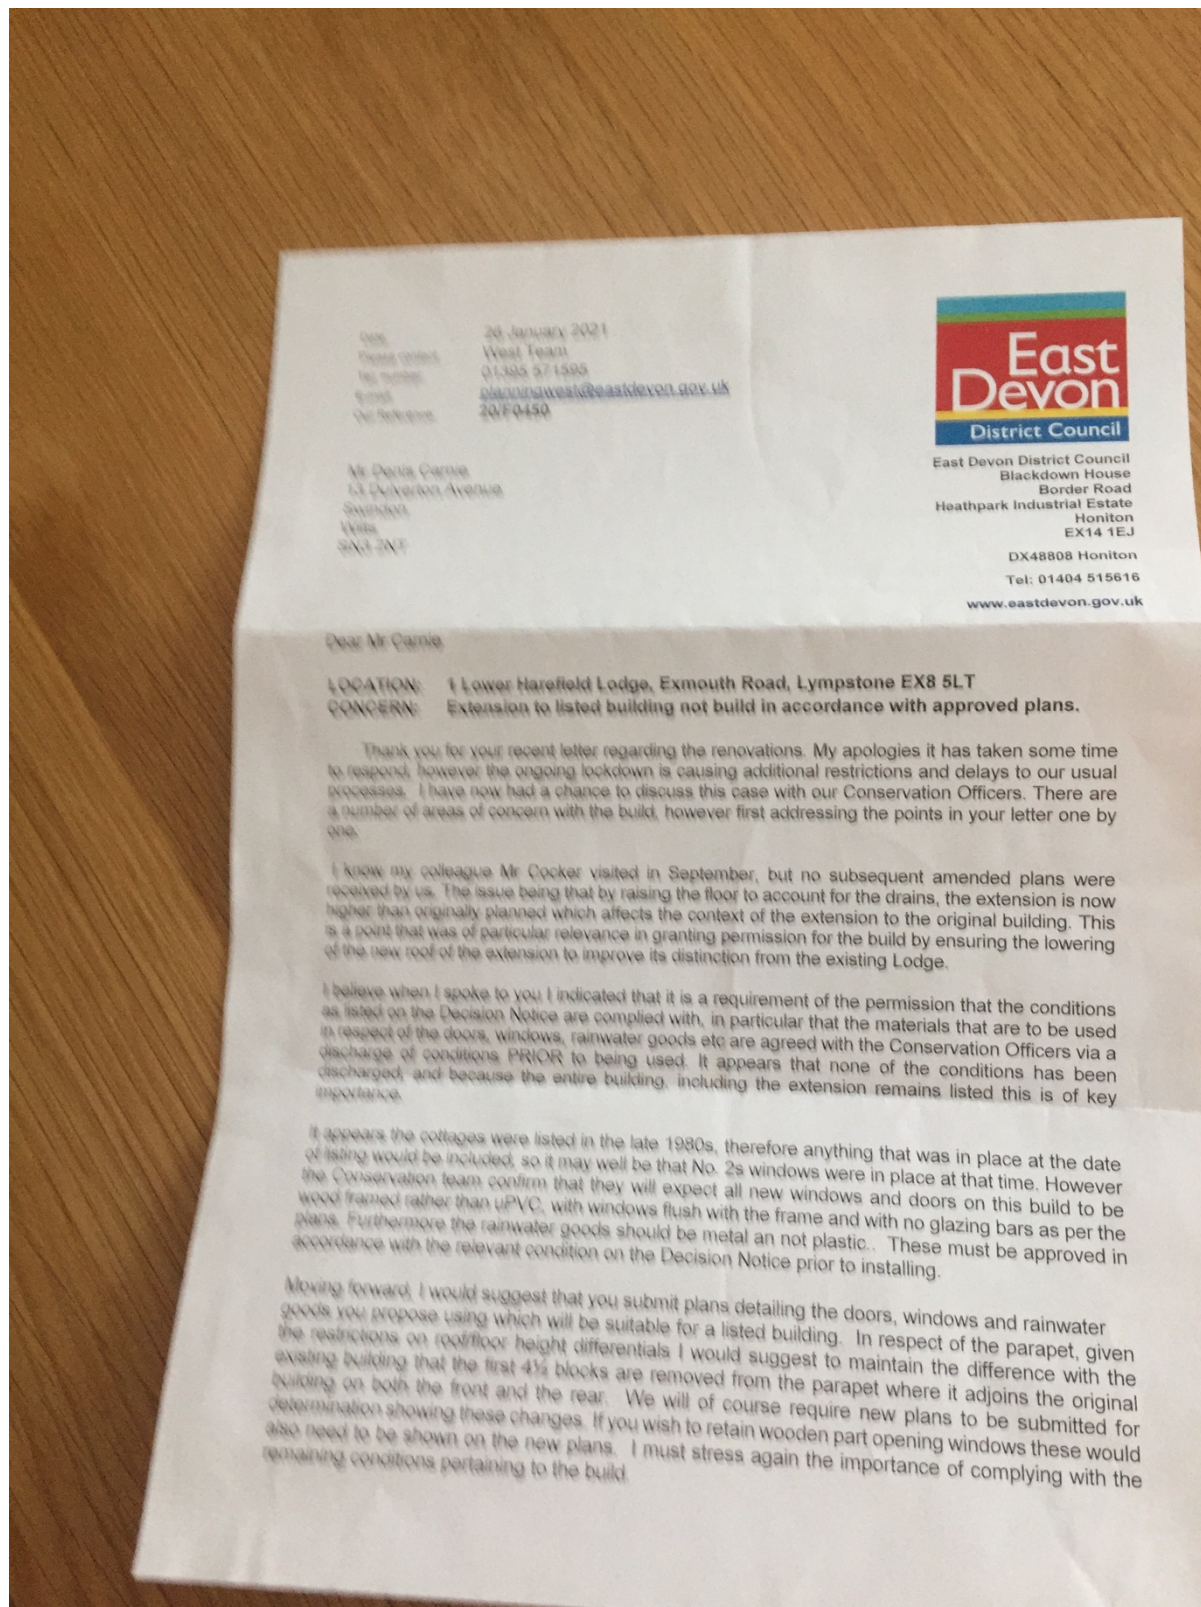 Date: 26 January 2021
Please contact: West Team
01395 571595
planningwest@eastdevon.gov.uk
Our Reference: 20/F0450
East
Devon
District Council
East Devon District Council
Blackdown House
Border Road
Heathpark Industrial Estate
Honiton
EX14 1EJ
DX48808 Honiton
Tel: 01404 515616
www.eastdevon.gov.uk
Mr Denis Carnie
13 Dulverton Avenue
Swindon,
Wilts
Dear Mr Carnie
LOCATION: 1 Lower Harefield Lodge, Exmouth Road, Lympstone EX8 5LT
CONCERN: Extension to listed building not build in accordance with approved plans.
Thank you for your recent letter regarding the renovations. My apologies it has taken some time
to respond, however the ongoing lockdown is causing additional restrictions and delays to our usual
processes. I have now had a chance to discuss this case with our Conservation Officers. There are
a number of areas of concern with the build, however first addressing the points in your letter one by
one.
I know my colleague Mr Cocker visited in September, but no subsequent amended plans were
received by us. The issue being that by raising the floor to account for the drains, the extension is now
higher than originally planned which affects the context of the extension to the original building. This
is a point that was of particular relevance in granting permission for the build by ensuring the lowering
of the new roof of the extension to improve its distinction from the existing Lodge.
I believe when I spoke to you I indicated that it is a requirement of the permission that the conditions
as listed on the Decision Notice are complied with, in particular that the materials that are to be used
in respect of the doors, windows, rainwater goods etc are agreed with the Conservation Officers via a
discharge of conditions PRIOR to being used. It appears that none of the conditions has been
discharged, and because the entire building, including the extension remains listed this is of key
importance.
It appears the cottages were listed in the late 1980s, therefore anything that was in place at the date
of listing would be included, so it may well be that No. 2s windows were in place at that time. However
the Conservation team confirm that they will expect all new windows and doors on this build to be
wood framed rather than uPVC, with windows flush with the frame and with no glazing bars as per the
plans. Furthermore the rainwater goods should be metal an not plastic.. These must be approved in
accordance with the relevant condition on the Decision Notice prior to installing.
Moving forward, I would suggest that you submit plans detailing the doors, windows and rainwater
goods you propose using which will be suitable for a listed building. In respect of the parapet, given
the restrictions on roof/floor height differentials I would suggest to maintain the difference with the
existing building that the first 4½ blocks are removed from the parapet where it adjoins the original
building on both the front and the rear. We will of course require new plans to be submitted for
determination showing these changes. If you wish to retain wooden part opening windows these would
also need to be shown on the new plans. I must stress again the importance of complying with the
remaining conditions pertaining to the build.